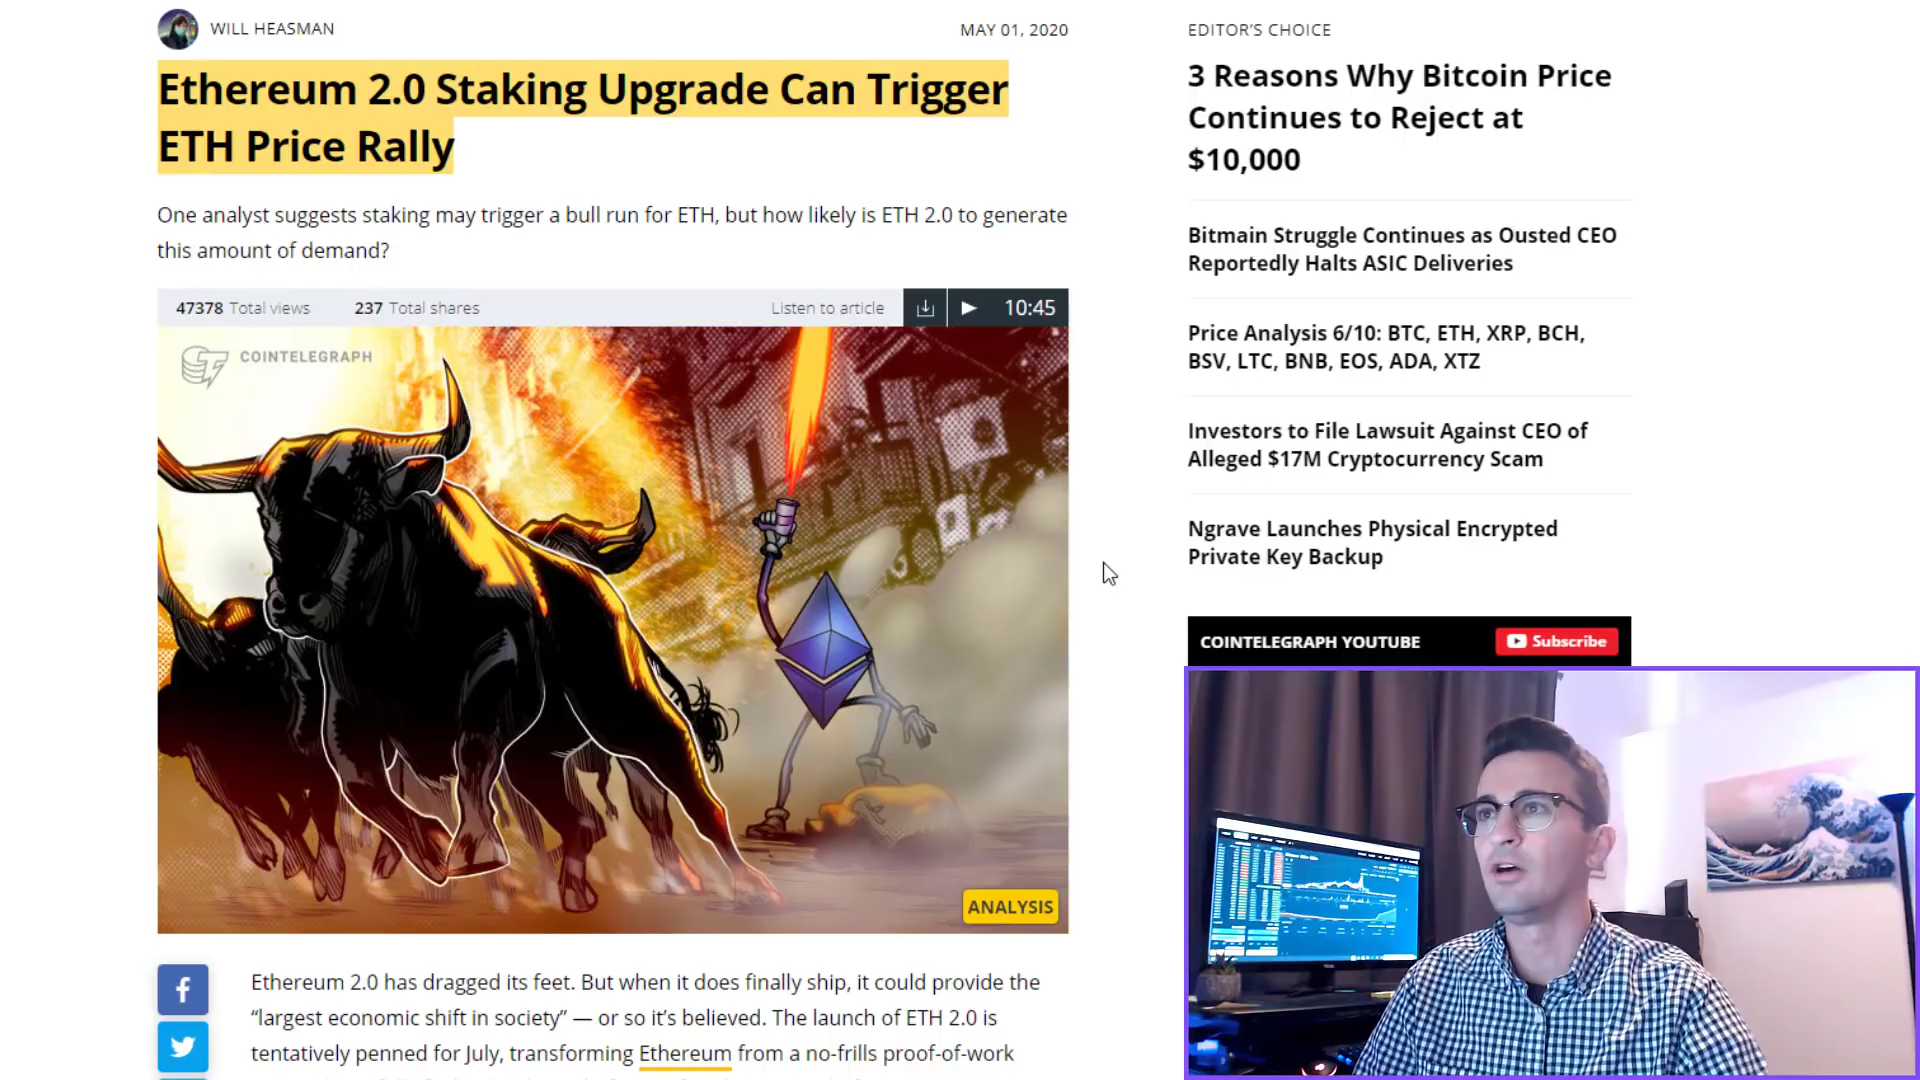 WILL HEASMAN
MAY 01, 2020
Ethereum 2.0 Staking Upgrade Can Trigger
ETH Price Rally
One analyst suggests staking may trigger a bull run for ETH, but how likely is ETH 2.0 to generate
this amount of demand?
47378 Total views
237 Total shares
Listen to article
10:45
COINTELEGRAPH
ANALYSIS
Ethereum 2.0 has dragged its feet. But when it does finally ship, it could provide the
“largest economic shift in society” — or so it’s believed. The launch of ETH 2.0 is
tentatively penned for July, transforming Ethereum from a no-frills proof-of-work
EDITOR’S CHOICE
3 Reasons Why Bitcoin Price
Continues to Reject at
$10,000
Bitmain Struggle Continues as Ousted CEO
Reportedly Halts ASIC Deliveries
Price Analysis 6/10: BTC, ETH, XRP, BCH,
BSV, LTC, BNB, EOS, ADA, XTZ
Investors to File Lawsuit Against CEO of
Alleged $17M Cryptocurrency Scam
Ngrave Launches Physical Encrypted
Private Key Backup
COINTELEGRAPH YOUTUBE
Subscribe